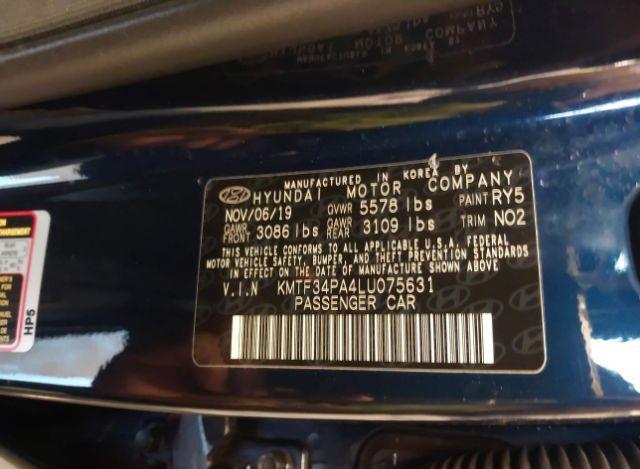 MANUFACTURED IN KOREA BY
HYUNDAI MOTOR COMPANY
NOV/06/19 GVWR 5578 lbs PAINT RY5
GAWR FRONT 3086 lbs GAWR REAR 3109 lbs TRIM NO2
THIS VEHICLE CONFORMS TO ALL APPLICABLE U.S.A. FEDERAL
MOTOR VEHICLE SAFETY, BUMPER, AND THEFT PREVENTION STANDARDS
IN EFFECT ON THE DATE OF MANUFACTURE SHOWN ABOVE
V.I.N KMTF34PA4LU075631
PASSENGER CAR
HP5